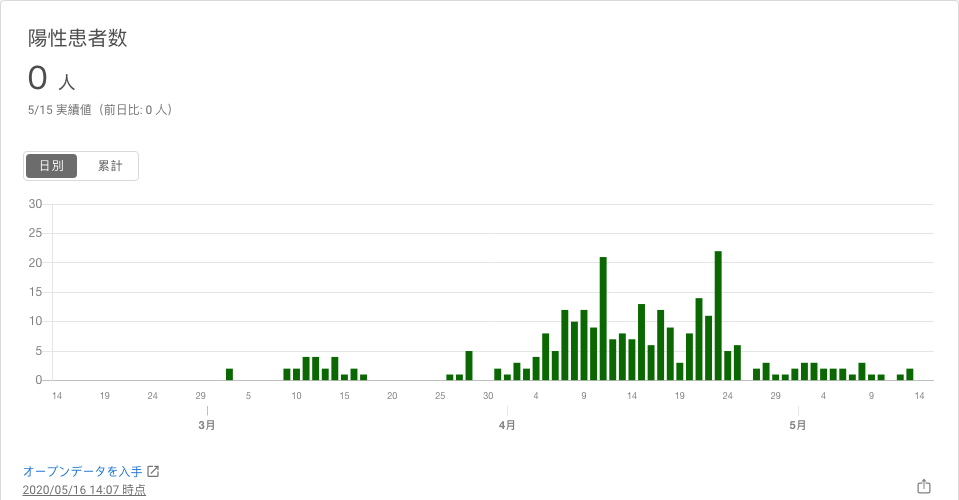 陽性患者数
0 人
5/15 実績値（前日比: 0 人）
日別 累計
30
25
20
15
10
5
0
14 19 24 29 5 10 15 20 25 30 4 9 14 19 24 29 4 9 14
3月 4月 5月
オープンデータを入手
2020/05/16 14:07 時点